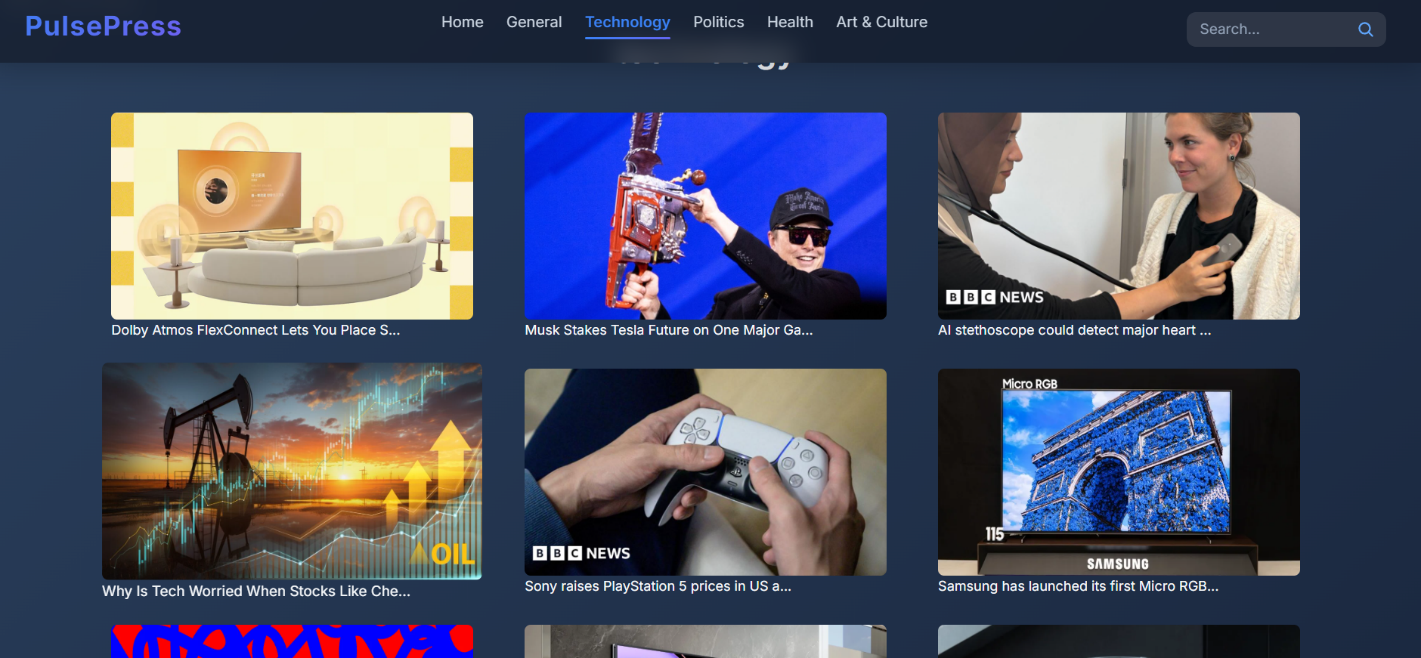 PulsePress
Home General Technology Politics Health Art & Culture
Search...
Dolby Atmos FlexConnect Lets You Place S...
Musk Stakes Tesla Future on One Major Ga...
BBC NEWS
AI stethoscope could detect major heart ...
OIL
Why Is Tech Worried When Stocks Like Che...
BBC NEWS
Sony raises PlayStation 5 prices in US a...
Micro RGB
115
SAMSUNG
Samsung has launched its first Micro RGB...